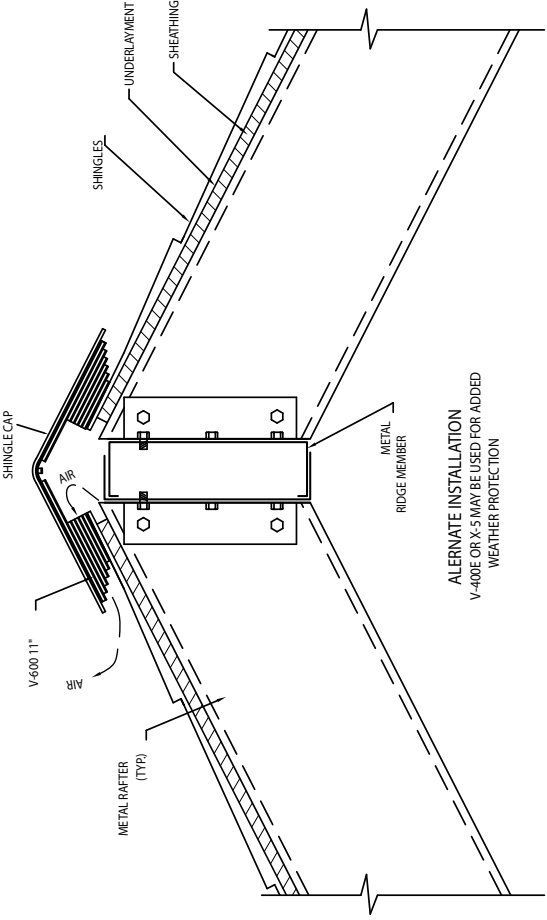 SHINGLE CAP
UNDERLAYMENT
SHEATHING
SHINGLES
AIR
V-600 11"
AIR
METAL RAFTER
(TYP.)
METAL
RIDGE MEMBER
ALERNATE INSTALLATION
V-400E OR X-5 MAY BE USED FOR ADDED
WEATHER PROTECTION